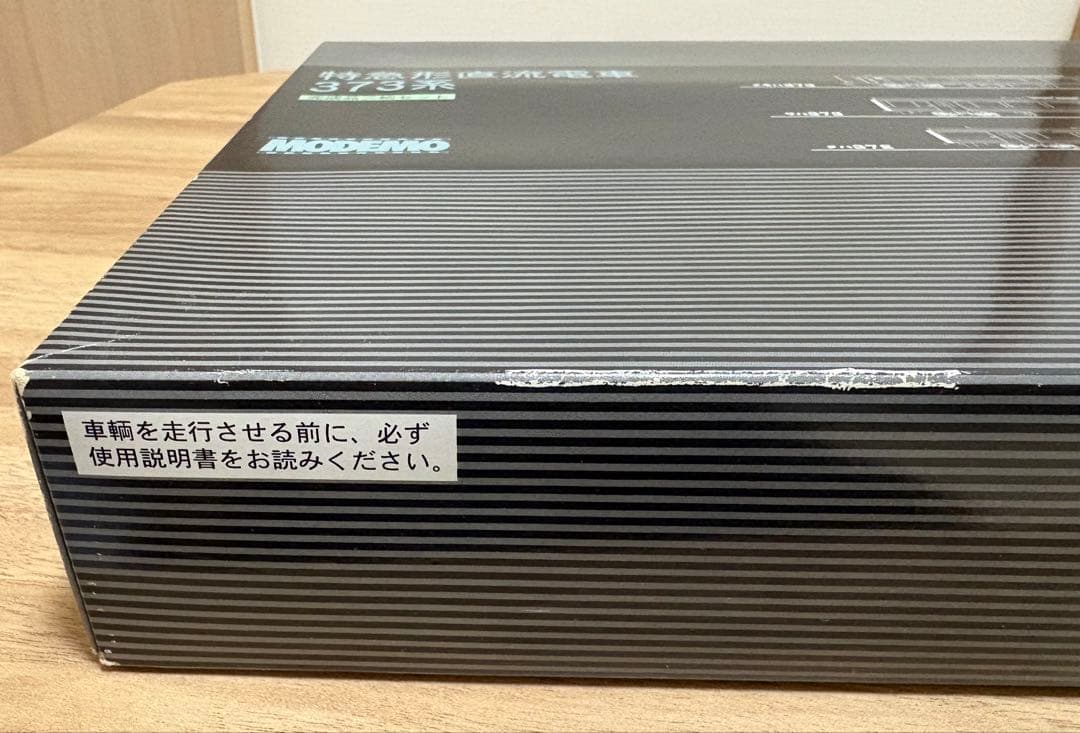 特急形直流電車
373系
MODEMO
車輌を走行させる前に、必ず
使用説明書をお読みください。